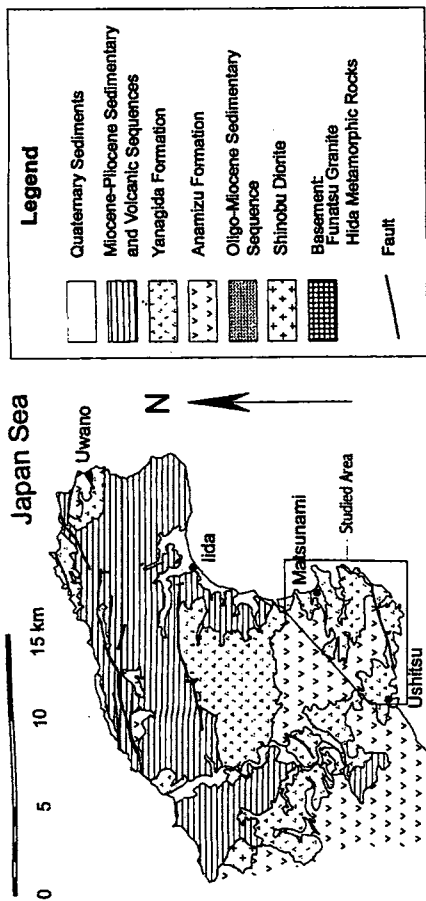 Japan Sea
0
5
10
15 km
N
Uwano
Iida
Matsunami
Studied Area
Ushitsu
Legend
Quaternary Sediments
Miocene-Pliocene Sedimentary
and Volcanic Sequences
Yanagida Formation
Anamizu Formation
Oligo-Miocene Sedimentary
Sequence
Shinobu Diorite
Basement:
Funatsu Granite
Hida Metamorphic Rocks
Fault